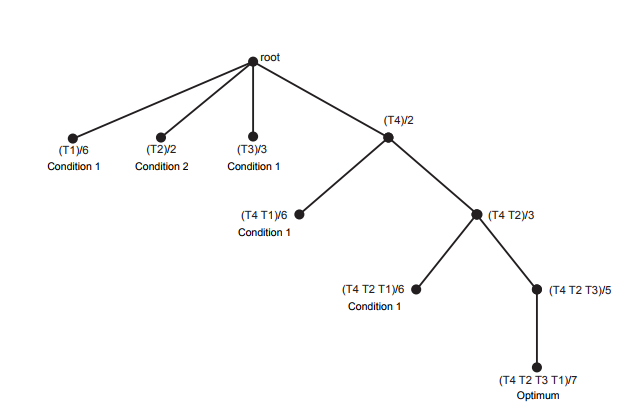 root
(T4)/2
(T1)/6
(T2)/2
(T3)/3
Condition 1
Condition 2
Condition 1
(T4 T1)/6
(T4 T2)/3
Condition 1
(T4 T2 T1)/6
(T4 T2 T3)/5
Condition 1
(T4 T2 T3 T1)/7
Optimum